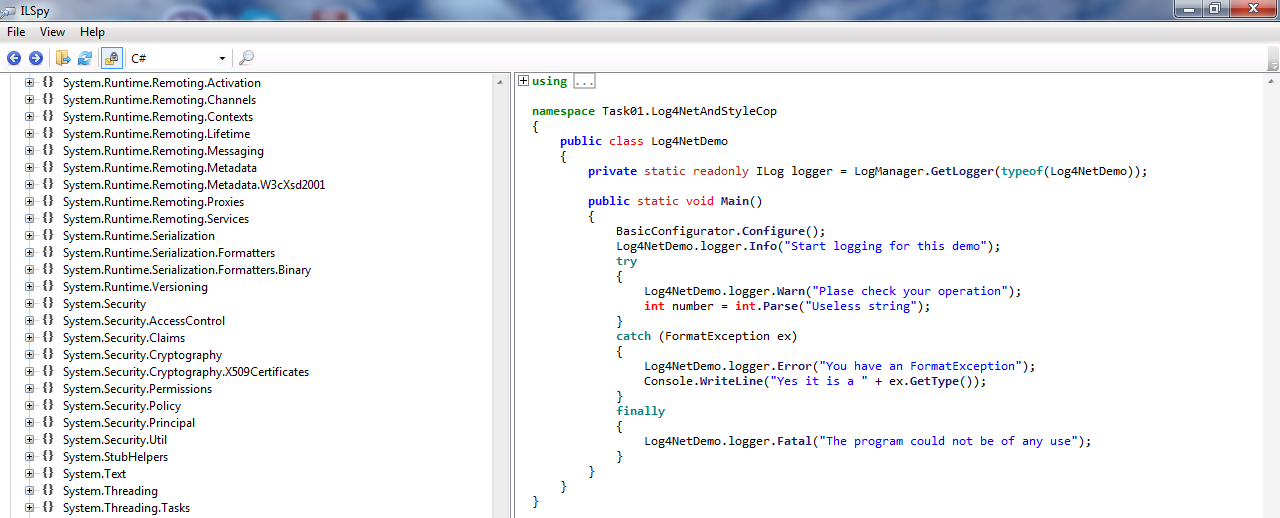 ILSpy
File View Help
C#
{} System.Runtime.Remoting.Activation
{} System.Runtime.Remoting.Channels
{} System.Runtime.Remoting.Contexts
{} System.Runtime.Remoting.Lifetime
{} System.Runtime.Remoting.Messaging
{} System.Runtime.Remoting.Metadata
{} System.Runtime.Remoting.Metadata.W3cXsd2001
{} System.Runtime.Remoting.Proxies
{} System.Runtime.Remoting.Services
{} System.Runtime.Serialization
{} System.Runtime.Serialization.Formatters
{} System.Runtime.Serialization.Formatters.Binary
{} System.Runtime.Versioning
{} System.Security
{} System.Security.AccessControl
{} System.Security.Claims
{} System.Security.Cryptography
{} System.Security.Cryptography.X509Certificates
{} System.Security.Permissions
{} System.Security.Policy
{} System.Security.Principal
{} System.Security.Util
{} System.StubHelpers
{} System.Text
{} System.Threading
{} System.Threading.Tasks
using ...
namespace Task01.Log4NetAndStyleCop
{
    public class Log4NetDemo
    {
        private static readonly ILog logger = LogManager.GetLogger(typeof(Log4NetDemo));
        public static void Main()
        {
            BasicConfigurator.Configure();
            Log4NetDemo.logger.Info("Start logging for this demo");
            try
            {
                Log4NetDemo.logger.Warn("Plase check your operation");
                int number = int.Parse("Useless string");
            }
            catch (FormatException ex)
            {
                Log4NetDemo.logger.Error("You have an FormatException");
                Console.WriteLine("Yes it is a " + ex.GetType());
            }
            finally
            {
                Log4NetDemo.logger.Fatal("The program could not be of any use");
            }
        }
    }
}